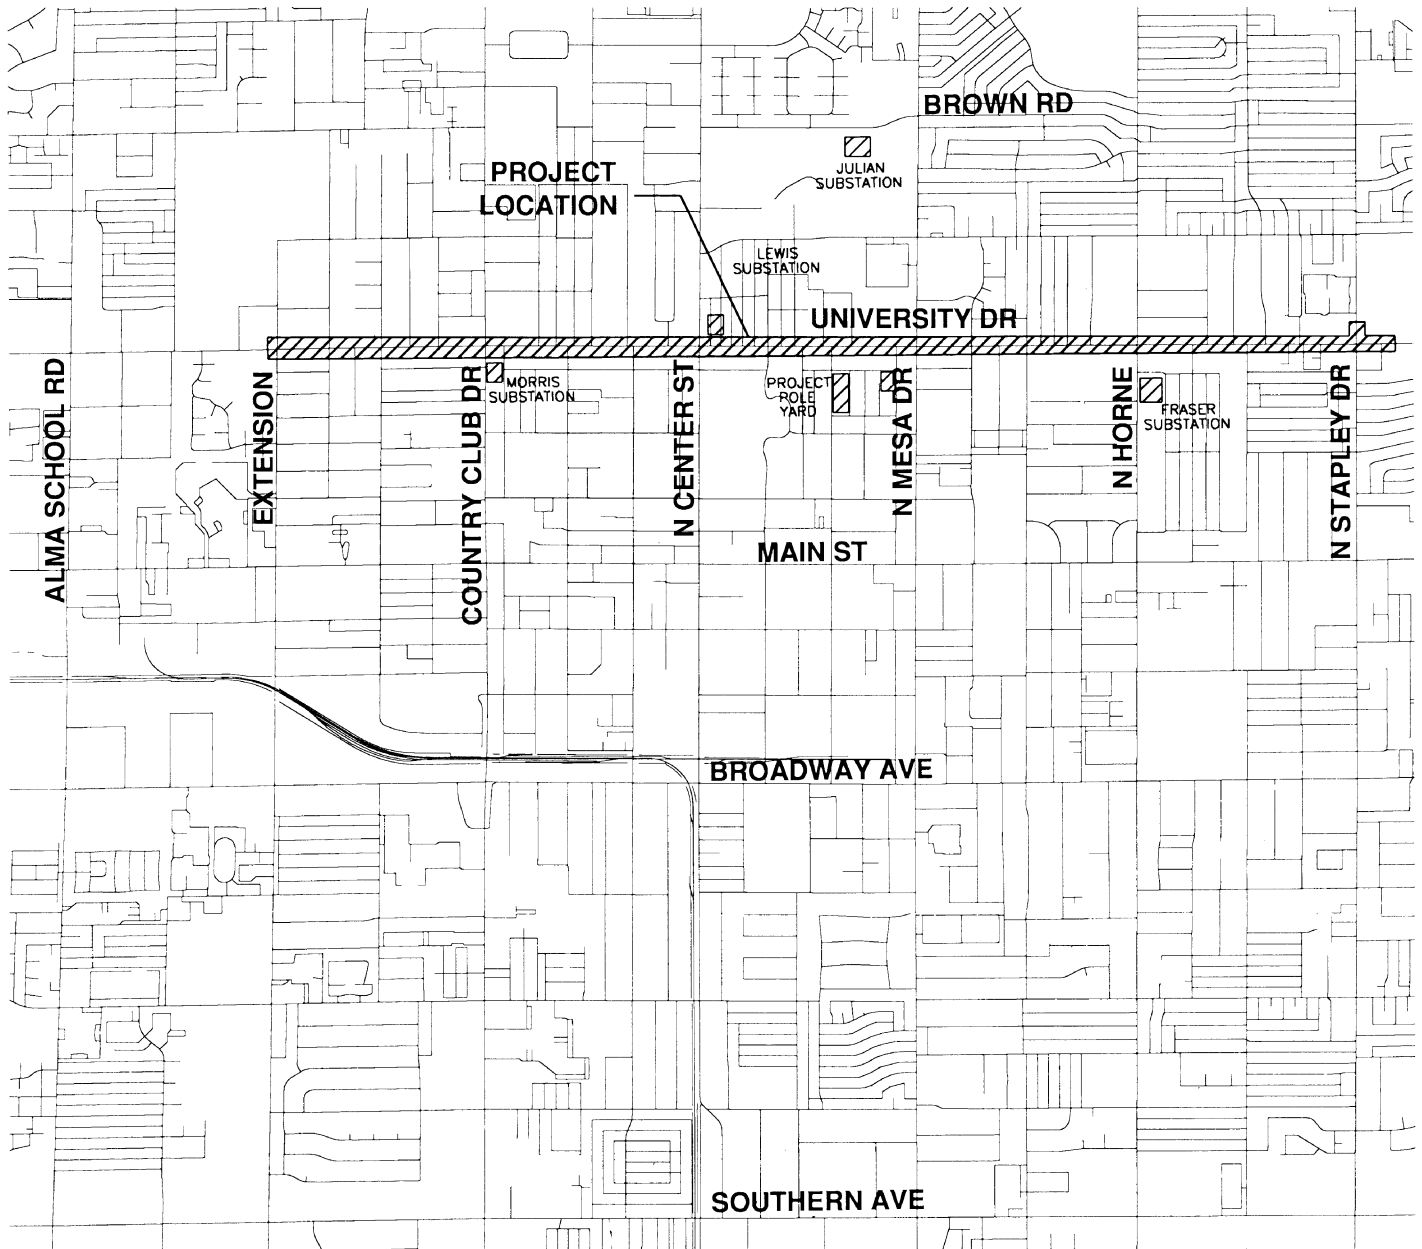 BROWN RD
PROJECT
LOCATION
JULIAN
SUBSTATION
LEWIS
SUBSTATION
UNIVERSITY DR
ALMA SCHOOL RD
EXTENSION
COUNTRY CLUB DR
MORRIS
SUBSTATION
N CENTER ST
PROJECT
POLE
YARD
N MESA DR
N HORNE
FRASER
SUBSTATION
N STAPLEY DR
MAIN ST
BROADWAY AVE
SOUTHERN AVE